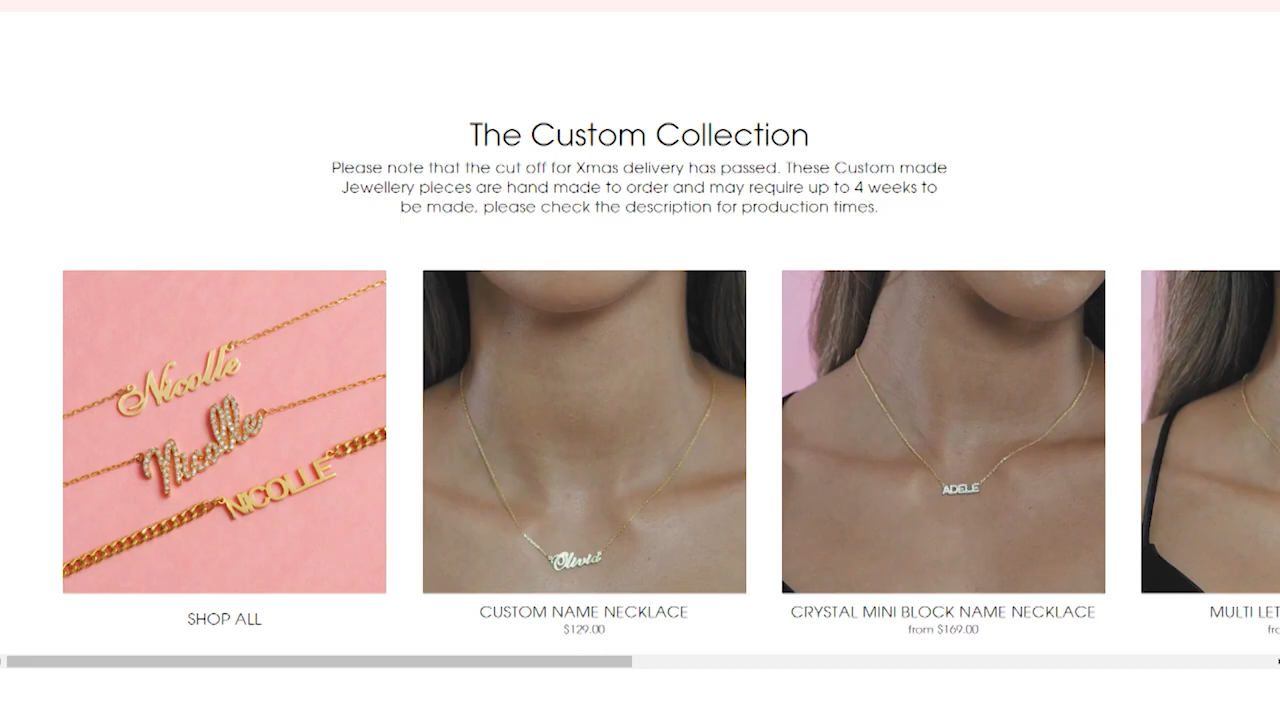 The Custom Collection
Please note that the cut off for Xmas delivery has passed. These Custom made
Jewellery pieces are hand made to order and may require up to 4 weeks to
be made, please check the description for production times.
Nicolle
Nicolle
NICOLLE
Olivia
ADELE
SHOP ALL
CUSTOM NAME NECKLACE
$129.00
CRYSTAL MINI BLOCK NAME NECKLACE
from $169.00
MULTI LET